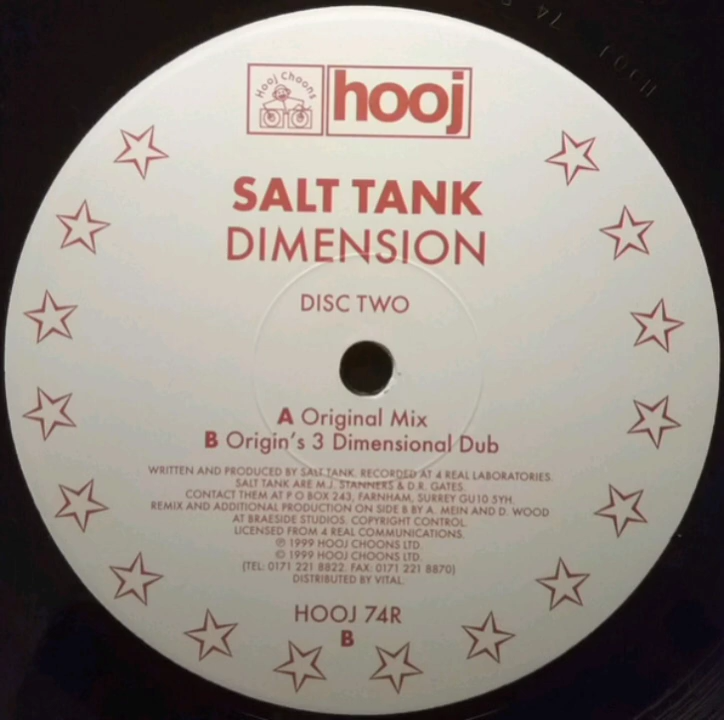 Hooj Choons
hooj
SALT TANK
DIMENSION
DISC TWO
A Original Mix
B Origin's 3 Dimensional Dub
WRITTEN AND PRODUCED BY SALT TANK. RECORDED AT 4 REAL LABORATORIES.
SALT TANK ARE M.J. STANNERS & D.R. GATES.
CONTACT THEM AT P O BOX 243, FARNHAM, SURREY GU10 5YH.
REMIX AND ADDITIONAL PRODUCTION ON SIDE B BY A. MEIN AND D. WOOD
AT BRAESIDE STUDIOS. COPYRIGHT CONTROL.
LICENSED FROM 4 REAL COMMUNICATIONS.
℗ 1999 HOOJ CHOONS LTD.
© 1999 HOOJ CHOONS LTD.
(TEL: 0171 221 8822. FAX: 0171 221 8870)
DISTRIBUTED BY VITAL.
HOOJ 74R
B